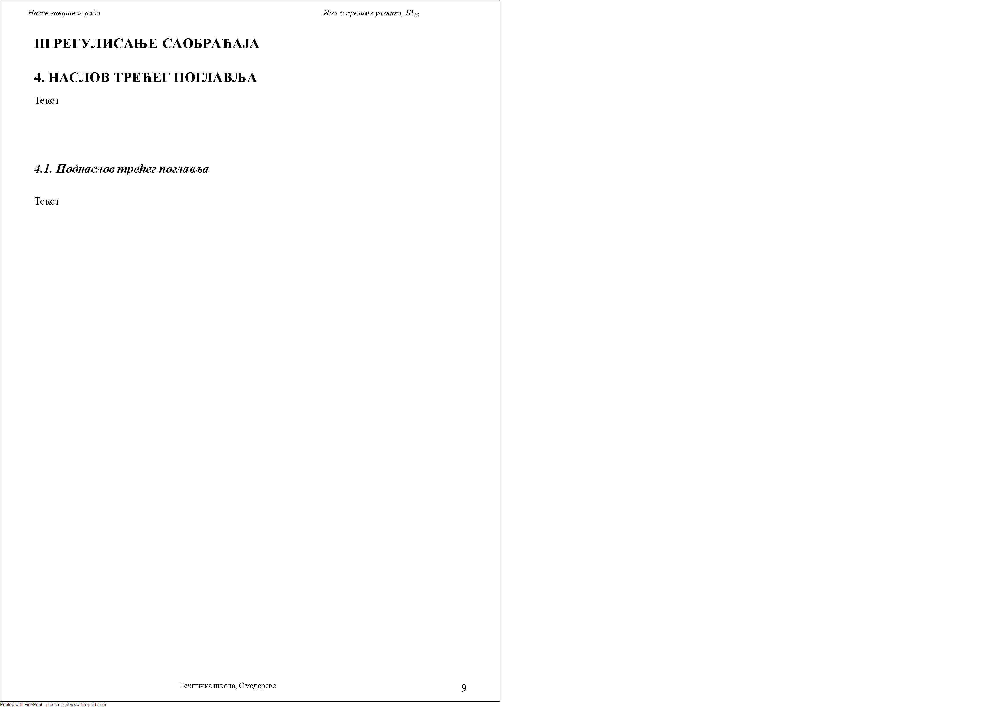 Назив завршног рада Име и презиме ученика, III18
III РЕГУЛИСАЊЕ САОБРАЋАЈА
4. НАСЛОВ ТРЕЋЕГ ПОГЛАВЉА
Текст
4.1. Поднаслов трећег поглавља
Текст
Техничка школа, Смедерево 9
Printed with FinePrint - purchase at www.fineprint.com